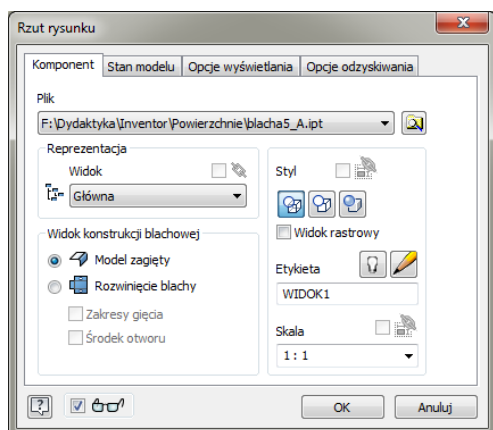 Rzut rysunku
Komponent Stan modelu Opcje wyświetlania Opcje odzyskiwania
Plik
F:\Dydaktyka\Inventor\Powierzchnie\blacha5_A.ipt
Reprezentacja
Widok
Główna
Widok konstrukcji blachowej
Model zagięty
Rozwinięcie blachy
Zakresy gięcia
Środek otworu
Styl
Widok rastrowy
Etykieta
WIDOK1
Skala
1 : 1
OK Anuluj